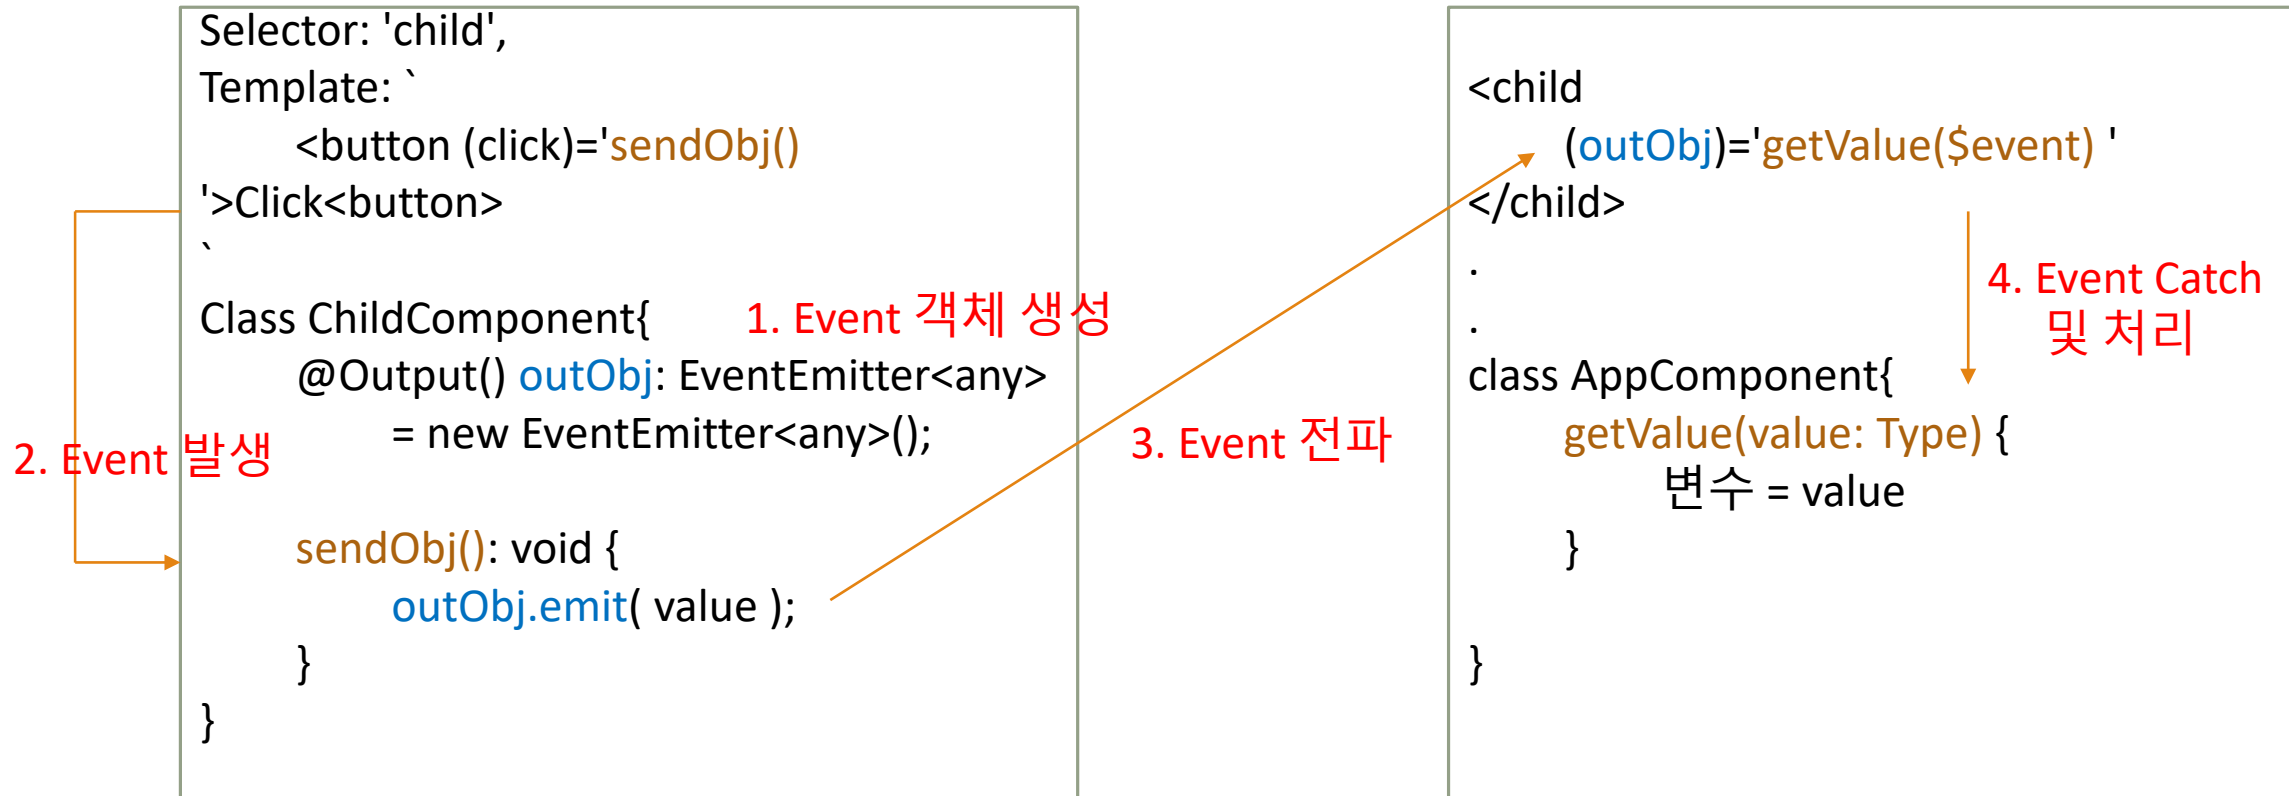 Selector: 'child',
Template: `
<button (click)='sendObj()
'>Click<button>
`
Class ChildComponent{
1. Event 객체 생성
@Output() outObj: EventEmitter<any>
= new EventEmitter<any>();
2. Event 발생
sendObj(): void {
outObj.emit( value );
}
}
3. Event 전파
<child
(outObj)='getValue($event) '
</child>
.
.
4. Event Catch
및 처리
class AppComponent{
getValue(value: Type) {
변수 = value
}
}